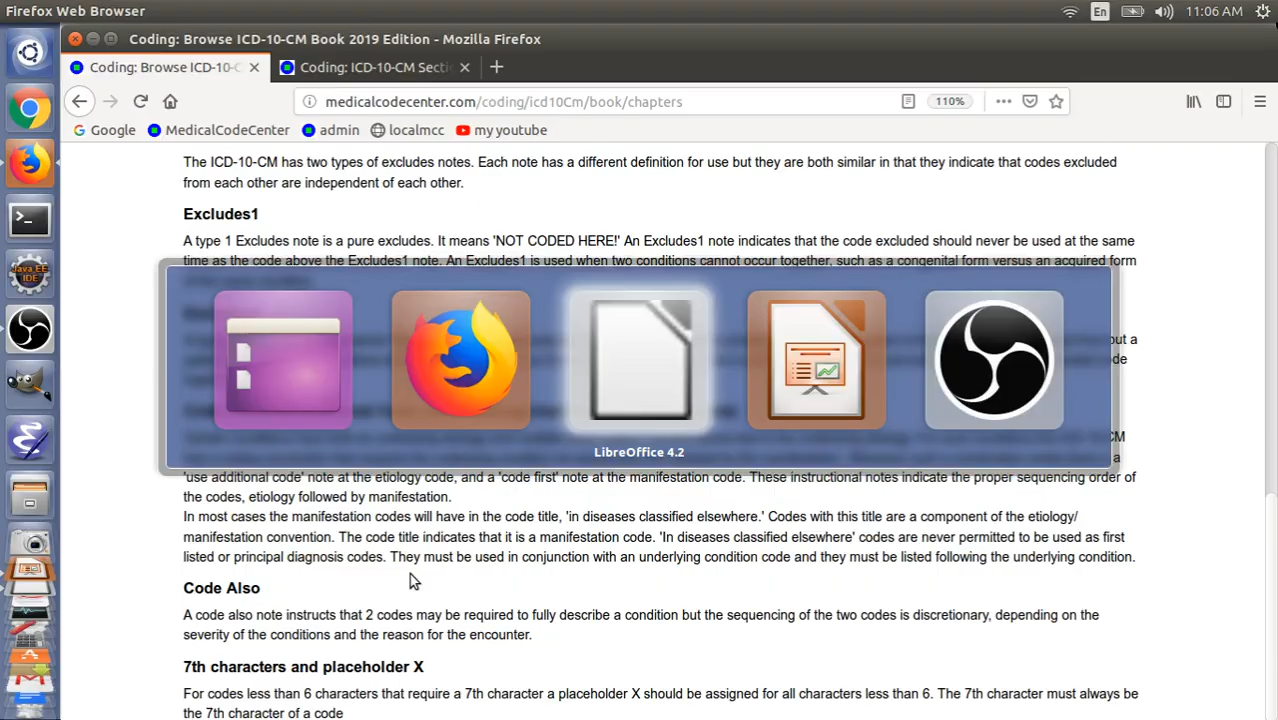 Firefox Web Browser
En
11:06 AM
Coding: Browse ICD-10-CM Book 2019 Edition - Mozilla Firefox
Coding: Browse ICD-10-C
Coding: ICD-10-CM Secti
medicalcodecenter.com/coding/icd10Cm/book/chapters
110%
Google
MedicalCodeCenter
admin
localmcc
my youtube
The ICD-10-CM has two types of excludes notes. Each note has a different definition for use but they are both similar in that they indicate that codes excluded
from each other are independent of each other.
Excludes1
A type 1 Excludes note is a pure excludes. It means 'NOT CODED HERE!' An Excludes1 note indicates that the code excluded should never be used at the same
time as the code above the Excludes1 note. An Excludes1 is used when two conditions cannot occur together, such as a congenital form versus an acquired form
but a
code
LibreOffice 4.2
CM
a
'use additional code' note at the etiology code, and a 'code first' note at the manifestation code. These instructional notes indicate the proper sequencing order of
the codes, etiology followed by manifestation.
In most cases the manifestation codes will have in the code title, 'in diseases classified elsewhere.' Codes with this title are a component of the etiology/
manifestation convention. The code title indicates that it is a manifestation code. 'In diseases classified elsewhere' codes are never permitted to be used as first
listed or principal diagnosis codes. They must be used in conjunction with an underlying condition code and they must be listed following the underlying condition.
Code Also
A code also note instructs that 2 codes may be required to fully describe a condition but the sequencing of the two codes is discretionary, depending on the
severity of the conditions and the reason for the encounter.
7th characters and placeholder X
For codes less than 6 characters that require a 7th character a placeholder X should be assigned for all characters less than 6. The 7th character must always be
the 7th character of a code